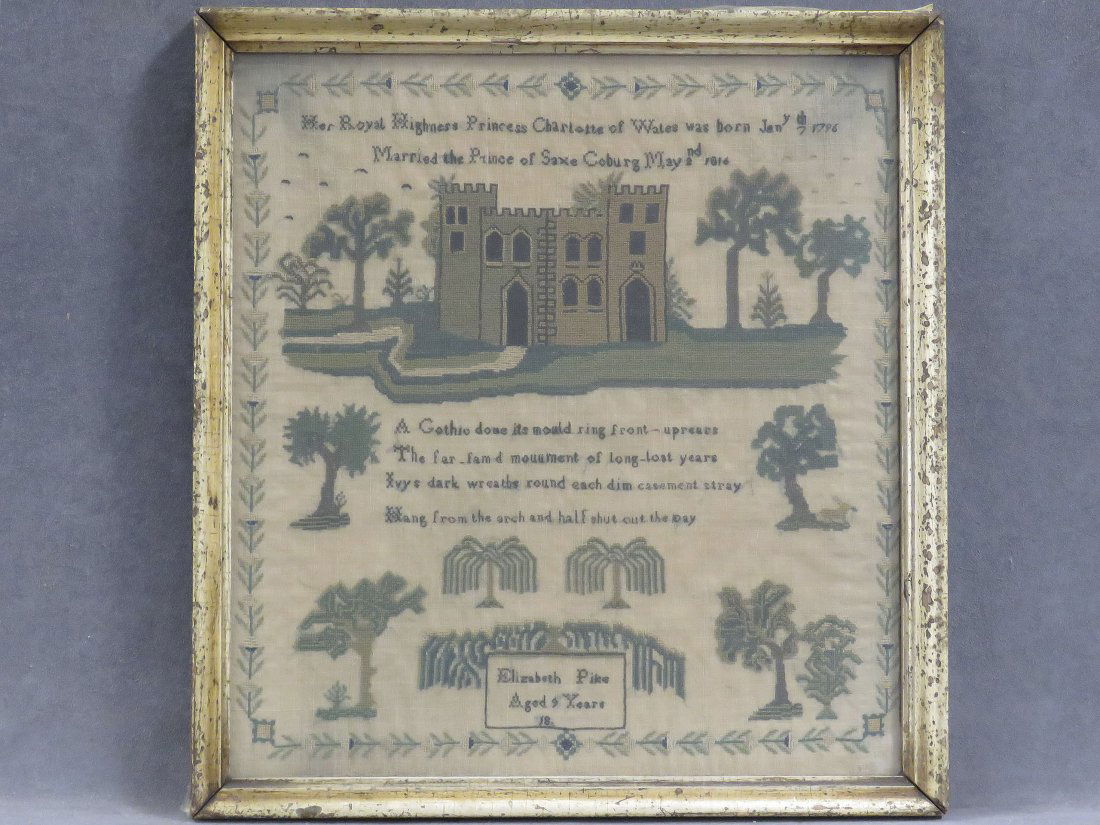 Her Royal Highness Princess Charlotte of Wales was born Jany 7th 1796
Married the Prince of Saxe Coburg May 2nd 1816
A Gothic dome its mould ring front - uprears
The far-famd mouument of long-lost years
Ivys dark wreaths round each dim casement stray
Hang from the arch and half shut out the Day
Elizabeth Pike
Aged 9 Years
18